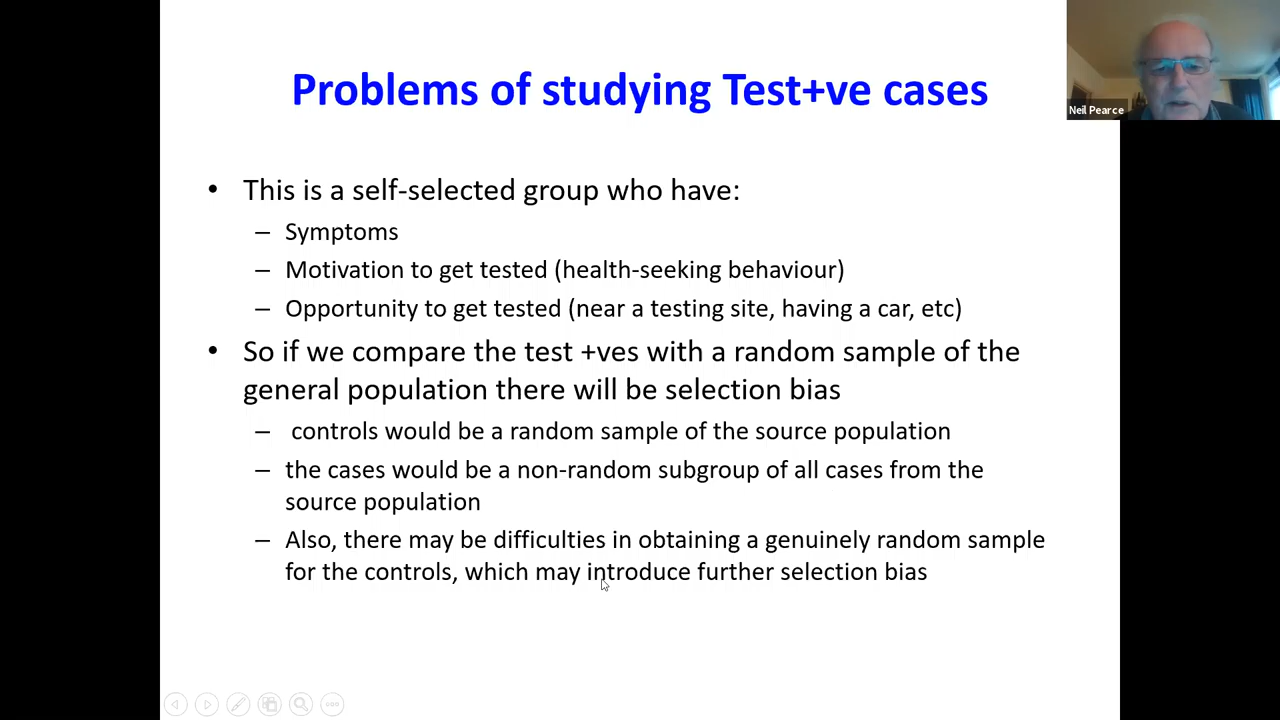 Problems of studying Test+ve cases
Neil Pearce
• This is a self-selected group who have:
– Symptoms
– Motivation to get tested (health-seeking behaviour)
– Opportunity to get tested (near a testing site, having a car, etc)
• So if we compare the test +ves with a random sample of the
general population there will be selection bias
– controls would be a random sample of the source population
– the cases would be a non-random subgroup of all cases from the
source population
– Also, there may be difficulties in obtaining a genuinely random sample
for the controls, which may introduce further selection bias